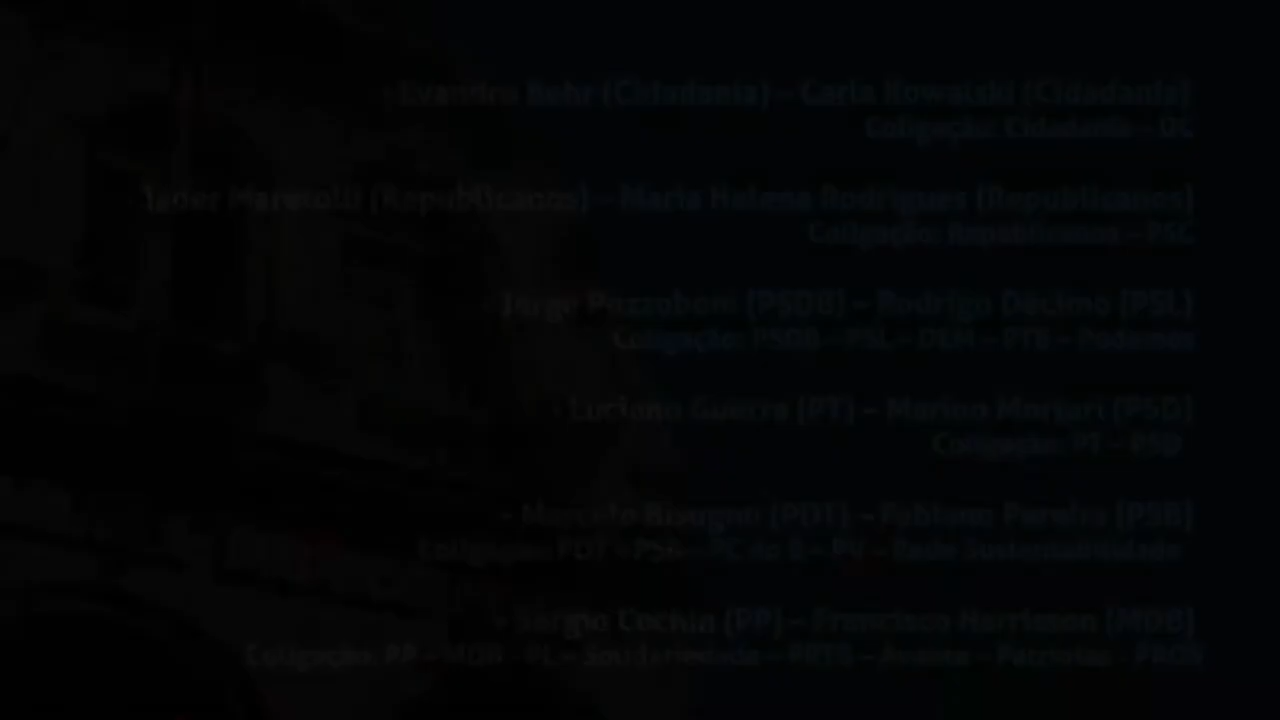 Evandro Behr (Cidadania) – Carla Kowalski (Cidadania)
Coligação: Cidadania – DC
Jader Maretoli (Republicanos) – Maria Helena Rodrigues (Republicanos)
Coligação: Republicanos – PSC
Jorge Pozzobom (PSDB) – Rodrigo Décimo (PSL)
Coligação: PSDB – PSL – DEM – PTB – Podemos
- Luciano Guerra (PT) – Marion Mortari (PSD)
Coligação: PT – PSD
- Marcelo Bisogno (PDT) – Fabiano Pereira (PSB)
Coligação: PDT – PSB – PC do B – PV – Rede Sustentabilidade
- Sergio Cechin (PP) – Francisco Harrisson (MDB)
Coligação: PP – MDB – PL – Solidariedade – PRTB – Avante – Patriotas –